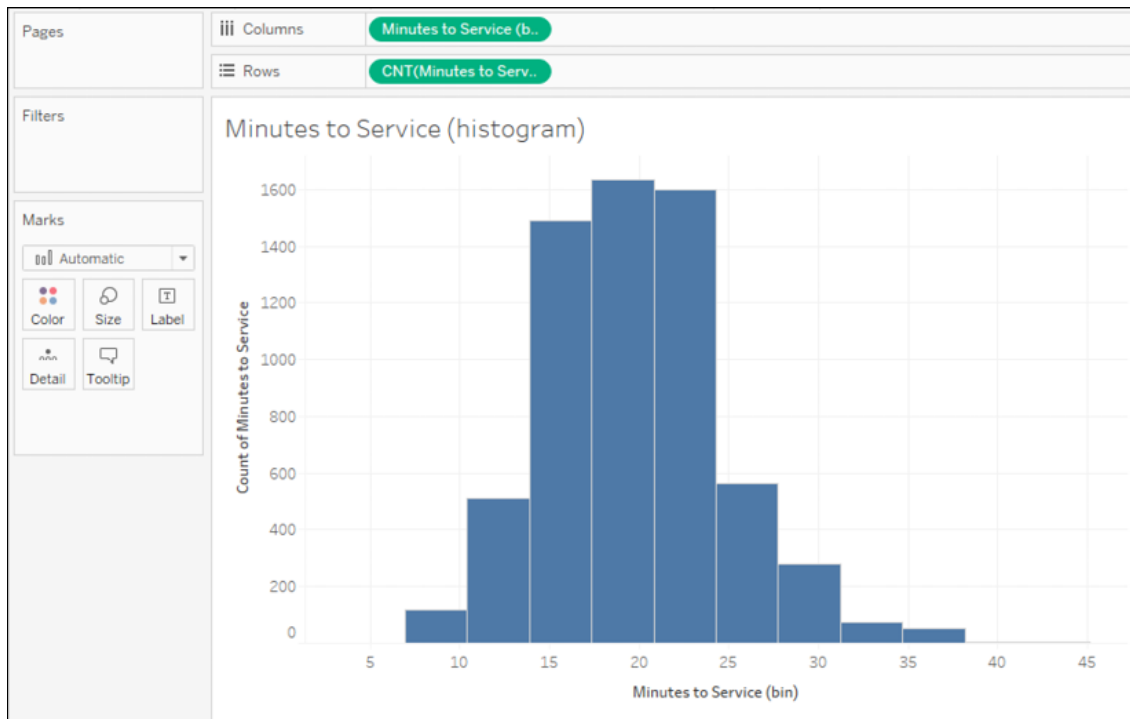 Pages
Columns
Minutes to Service (b..
Rows
CNT(Minutes to Serv..
Filters
Marks
Automatic
Color
Size
Label
Detail
Tooltip
Minutes to Service (histogram)
Count of Minutes to Service
1600
1400
1200
1000
800
600
400
200
0
5 10 15 20 25 30 35 40 45
Minutes to Service (bin)